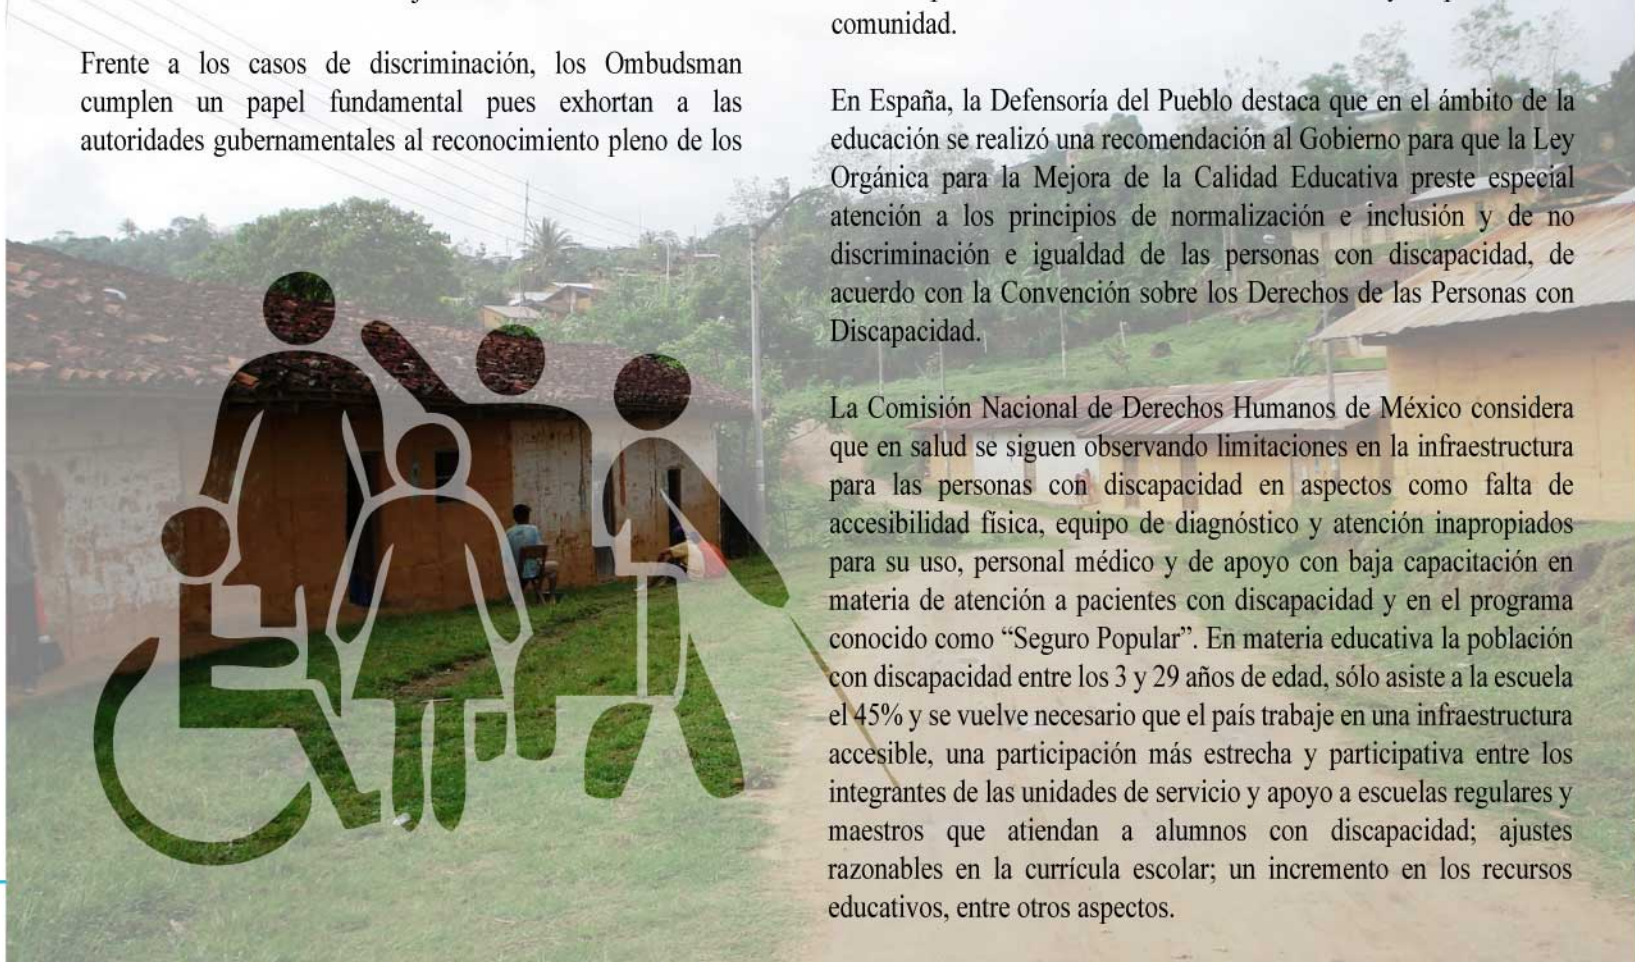 Frente a los casos de discriminación, los Ombudsman
cumplen un papel fundamental pues exhortan a las
autoridades gubernamentales al reconocimiento pleno de los
comunidad.
En España, la Defensoría del Pueblo destaca que en el ámbito de la
educación se realizó una recomendación al Gobierno para que la Ley
Orgánica para la Mejora de la Calidad Educativa preste especial
atención a los principios de normalización e inclusión y de no
discriminación e igualdad de las personas con discapacidad, de
acuerdo con la Convención sobre los Derechos de las Personas con
Discapacidad.
La Comisión Nacional de Derechos Humanos de México considera
que en salud se siguen observando limitaciones en la infraestructura
para las personas con discapacidad en aspectos como falta de
accesibilidad física, equipo de diagnóstico y atención inapropiados
para su uso, personal médico y de apoyo con baja capacitación en
materia de atención a pacientes con discapacidad y en el programa
conocido como “Seguro Popular”. En materia educativa la población
con discapacidad entre los 3 y 29 años de edad, sólo asiste a la escuela
el 45% y se vuelve necesario que el país trabaje en una infraestructura
accesible, una participación más estrecha y participativa entre los
integrantes de las unidades de servicio y apoyo a escuelas regulares y
maestros que atiendan a alumnos con discapacidad; ajustes
razonables en la currícula escolar; un incremento en los recursos
educativos, entre otros aspectos.